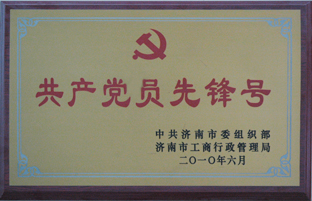 共产党员先锋号
中共济南市委组织部
济南市工商行政管理局
二〇一〇年六月